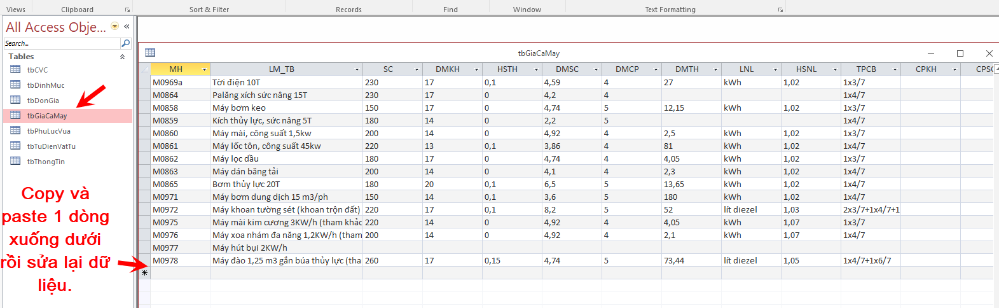 Views Clipboard Sort & Filter Records Find Window Text Formatting
All Access Obje...
Search...
Tables
tbCVC
tbDinhMuc
tbDonGia
tbGiaCaMay
tbPhuLucVua
tbTuDienVatTu
tbThongTin
Copy và
paste 1 dòng
xuống dưới
rồi sửa lại dữ
liệu.
tbGiaCaMay
MH LM_TB SC DMKH HSTH DMSC DMCP DMTH LNL HSNL TPCB CPKH CPSC
M0969a Tời điện 10T 230 17 0,1 4,59 4 27 kWh 1,02 1x3/7
M0864 Palăng xích sức nâng 15T 230 17 0 4,2 4 1x4/7
M0858 Máy bơm keo 150 17 0 4,74 5 12,15 kWh 1,02 1x3/7
M0859 Kích thủy lực, sức nâng 5T 180 14 0 2,2 5 1x4/7
M0860 Máy mài, công suất 1,5kw 200 14 0 4,92 4 2,5 kWh 1,02 1x3/7
M0861 Máy lốc tôn, công suất 45kw 220 13 0,1 3,86 4 81 kWh 1,02 1x4/7
M0862 Máy lọc dầu 180 17 0 4,74 4 4,05 kWh 1,02 1x3/7
M0863 Máy dán băng tải 200 14 0 4,1 4 2,3 kWh 1,02 1x4/7
M0865 Bơm thủy lực 20T 180 20 0,1 6,5 5 13,65 kWh 1,02 1x4/7
M0971 Máy bơm dung dịch 15 m3/ph 150 14 0,1 3,6 5 180 kWh 1,02 1x4/7
M0972 Máy khoan tường sét (khoan trộn đất) 220 17 0,1 8,2 5 52 lít diezel 1,03 2x3/7+1x4/7+1
M0975 Máy mài kim cương 3KW/h (tham khảo 220 14 0 4,92 4 4,05 kWh 1,07 1x3/7
M0976 Máy xoa nhám đa năng 1,2KW/h (tham 200 14 0 4,92 4 2,1 kWh 1,07 1x4/7
M0977 Máy hút bụi 2KW/h
M0978 Máy đào 1,25 m3 gắn búa thủy lực (tha 260 17 0,15 4,74 5 73,44 lít diezel 1,05 1x4/7+1x6/7